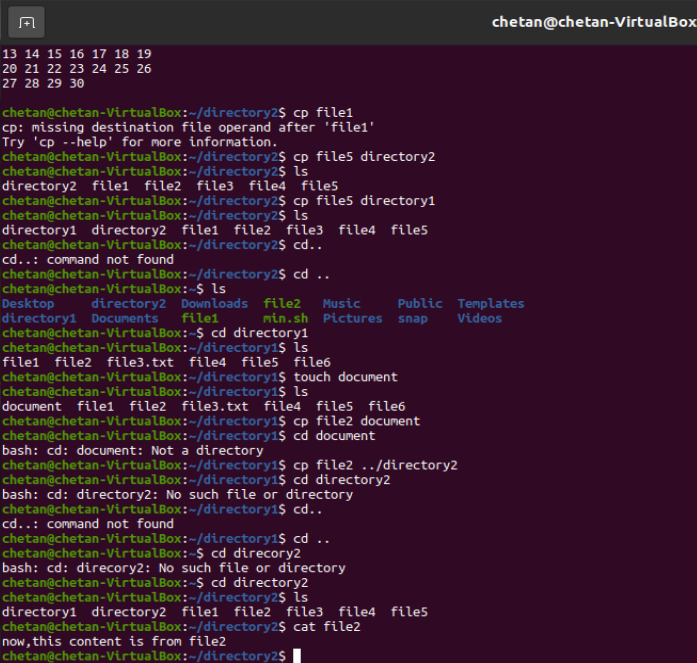 chetan@chetan-VirtualBox
13 14 15 16 17 18 19
20 21 22 23 24 25 26
27 28 29 30
chetan@chetan-VirtualBox:~/directory2$ cp file1
cp: missing destination file operand after 'file1'
Try 'cp --help' for more information.
chetan@chetan-VirtualBox:~/directory2$ cp file5 directory2
chetan@chetan-VirtualBox:~/directory2$ ls
directory2  file1  file2  file3  file4  file5
chetan@chetan-VirtualBox:~/directory2$ cp file5 directory1
chetan@chetan-VirtualBox:~/directory2$ ls
directory1  directory2  file1  file2  file3  file4  file5
chetan@chetan-VirtualBox:~/directory2$ cd..
cd..: command not found
chetan@chetan-VirtualBox:~/directory2$ cd ..
chetan@chetan-VirtualBox:~$ ls
Desktop     directory2  Downloads  file2   Music     Public  Templates
directory1  Documents   file1      min.sh  Pictures  snap    Videos
chetan@chetan-VirtualBox:~$ cd directory1
chetan@chetan-VirtualBox:~/directory1$ ls
file1  file2  file3.txt  file4  file5  file6
chetan@chetan-VirtualBox:~/directory1$ touch document
chetan@chetan-VirtualBox:~/directory1$ ls
document  file1  file2  file3.txt  file4  file5  file6
chetan@chetan-VirtualBox:~/directory1$ cp file2 document
chetan@chetan-VirtualBox:~/directory1$ cd document
bash: cd: document: Not a directory
chetan@chetan-VirtualBox:~/directory1$ cp file2 ../directory2
chetan@chetan-VirtualBox:~/directory1$ cd directory2
bash: cd: directory2: No such file or directory
chetan@chetan-VirtualBox:~/directory1$ cd..
cd..: command not found
chetan@chetan-VirtualBox:~/directory1$ cd ..
chetan@chetan-VirtualBox:~$ cd direcory2
bash: cd: direcory2: No such file or directory
chetan@chetan-VirtualBox:~$ cd directory2
chetan@chetan-VirtualBox:~/directory2$ ls
directory1  directory2  file1  file2  file3  file4  file5
chetan@chetan-VirtualBox:~/directory2$ cat file2
now,this content is from file2
chetan@chetan-VirtualBox:~/directory2$